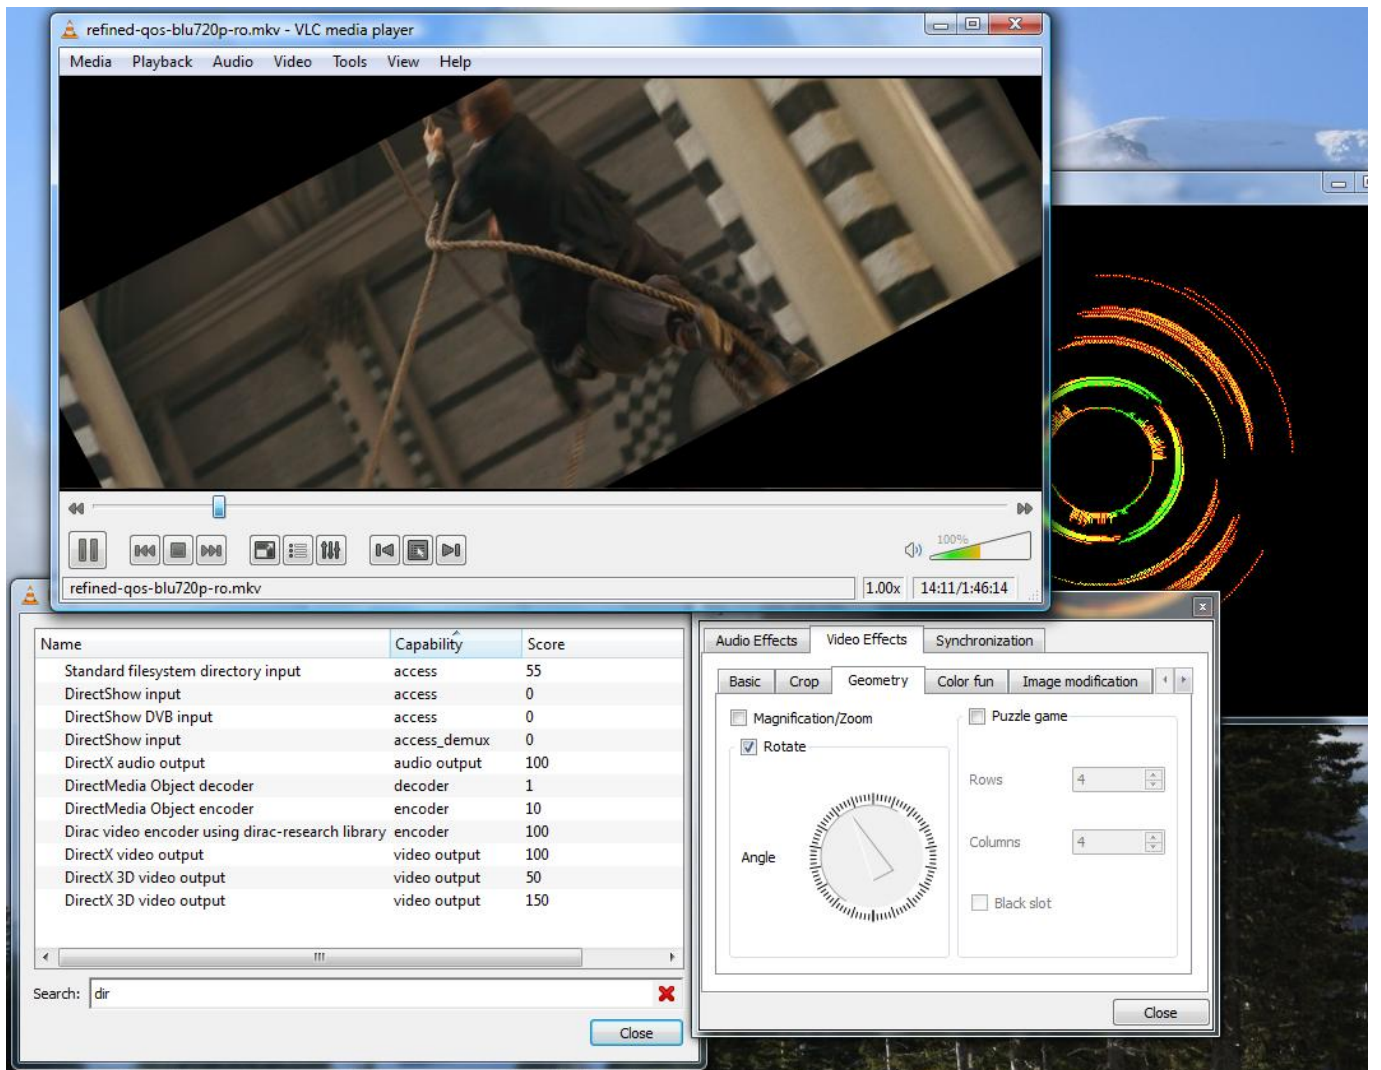 refined-qos-blu720p-ro.mkv - VLC media player
Media Playback Audio Video Tools View Help
100%
refined-qos-blu720p-ro.mkv 1.00x 14:11/1:46:14
Name Capability Score
Standard filesystem directory input access 55
DirectShow input access 0
DirectShow DVB input access 0
DirectShow input access_demux 0
DirectX audio output audio output 100
DirectMedia Object decoder decoder 1
DirectMedia Object encoder encoder 10
Dirac video encoder using dirac-research library encoder 100
DirectX video output video output 100
DirectX 3D video output video output 50
DirectX 3D video output video output 150
Search: dir
Close
Audio Effects Video Effects Synchronization
Basic Crop Geometry Color fun Image modification
Magnification/Zoom
Rotate
Angle
Puzzle game
Rows 4
Columns 4
Black slot
Close